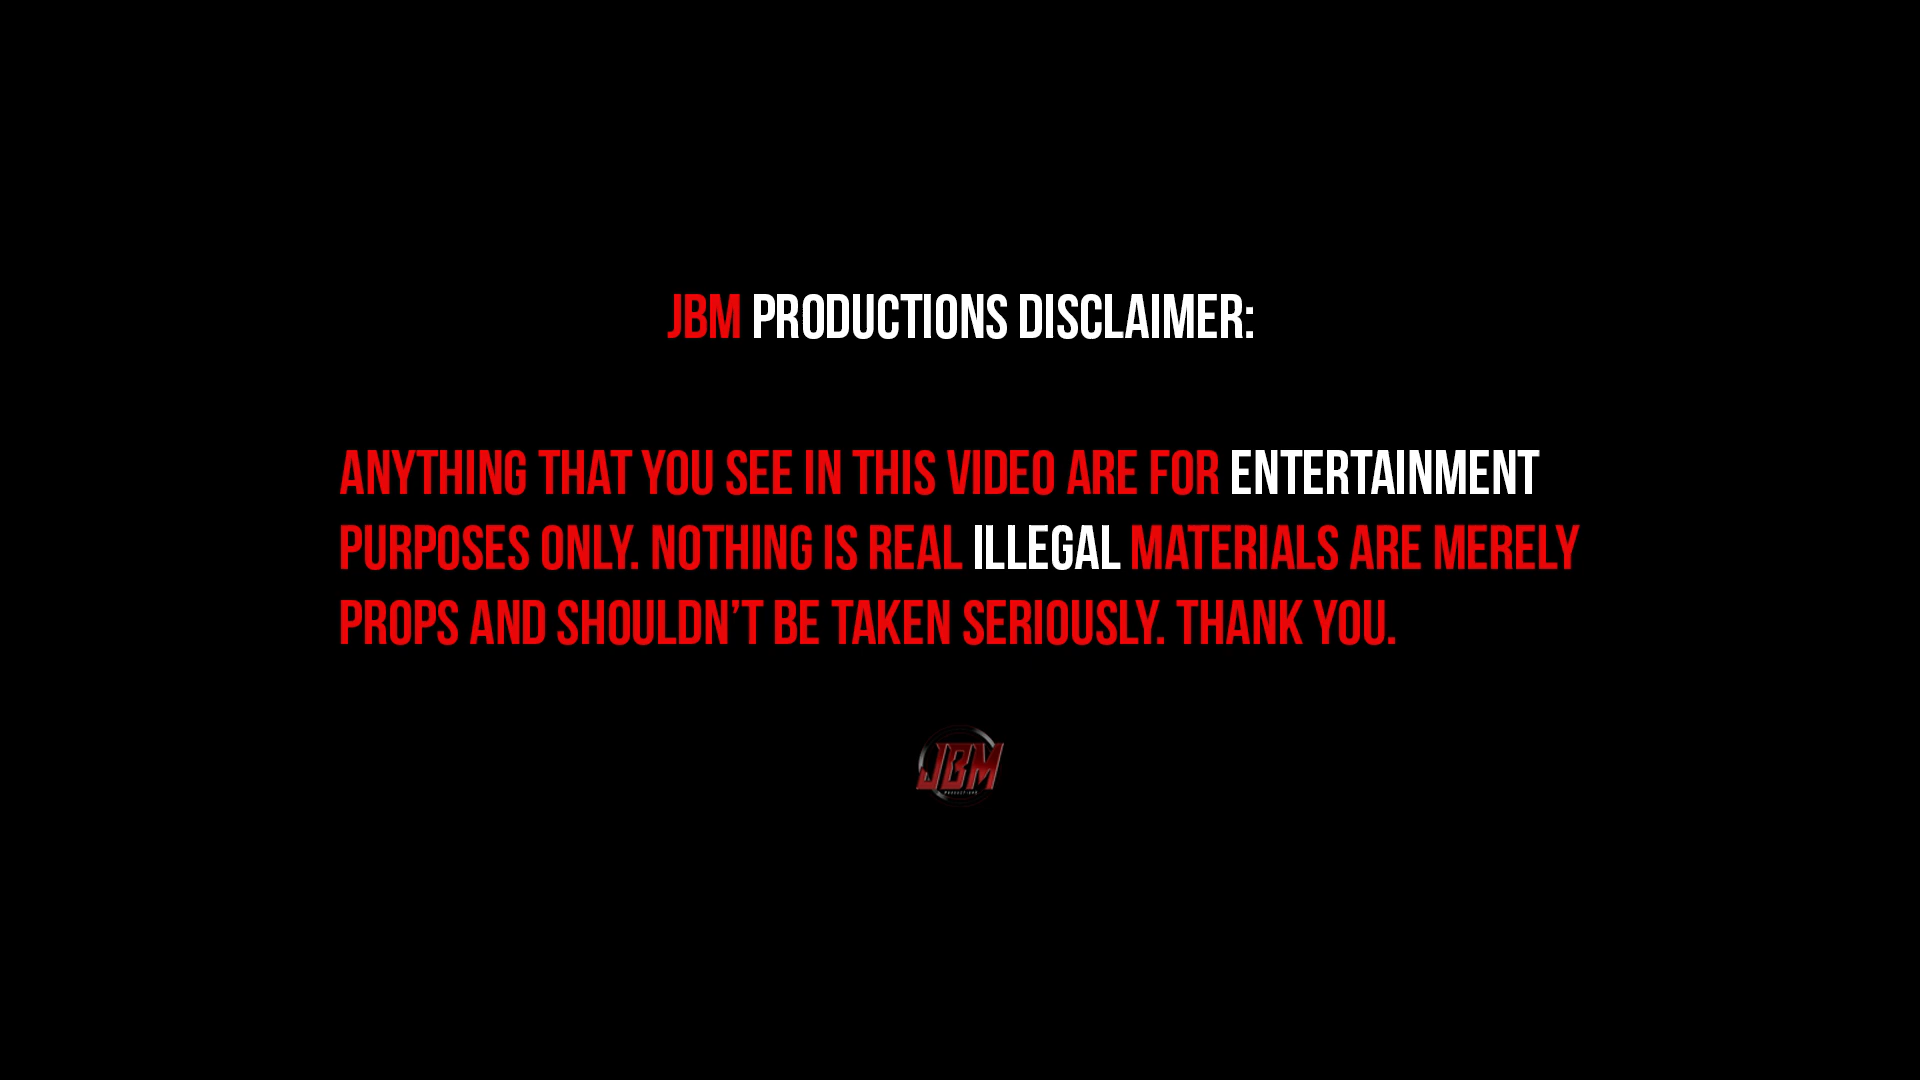 JBM PRODUCTIONS DISCLAIMER:
ANYTHING THAT YOU SEE IN THIS VIDEO ARE FOR ENTERTAINMENT
PURPOSES ONLY. NOTHING IS REAL ILLEGAL MATERIALS ARE MERELY
PROPS AND SHOULDN’T BE TAKEN SERIOUSLY. THANK YOU.
JBM
PRODUCTIONS